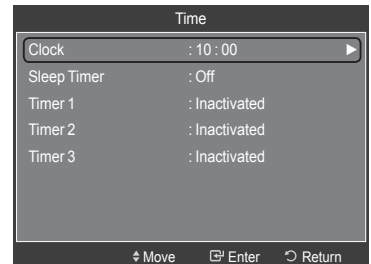 Time
Clock : 10 : 00 ►
Sleep Timer : Off
Timer 1 : Inactivated
Timer 2 : Inactivated
Timer 3 : Inactivated
Move Enter Return